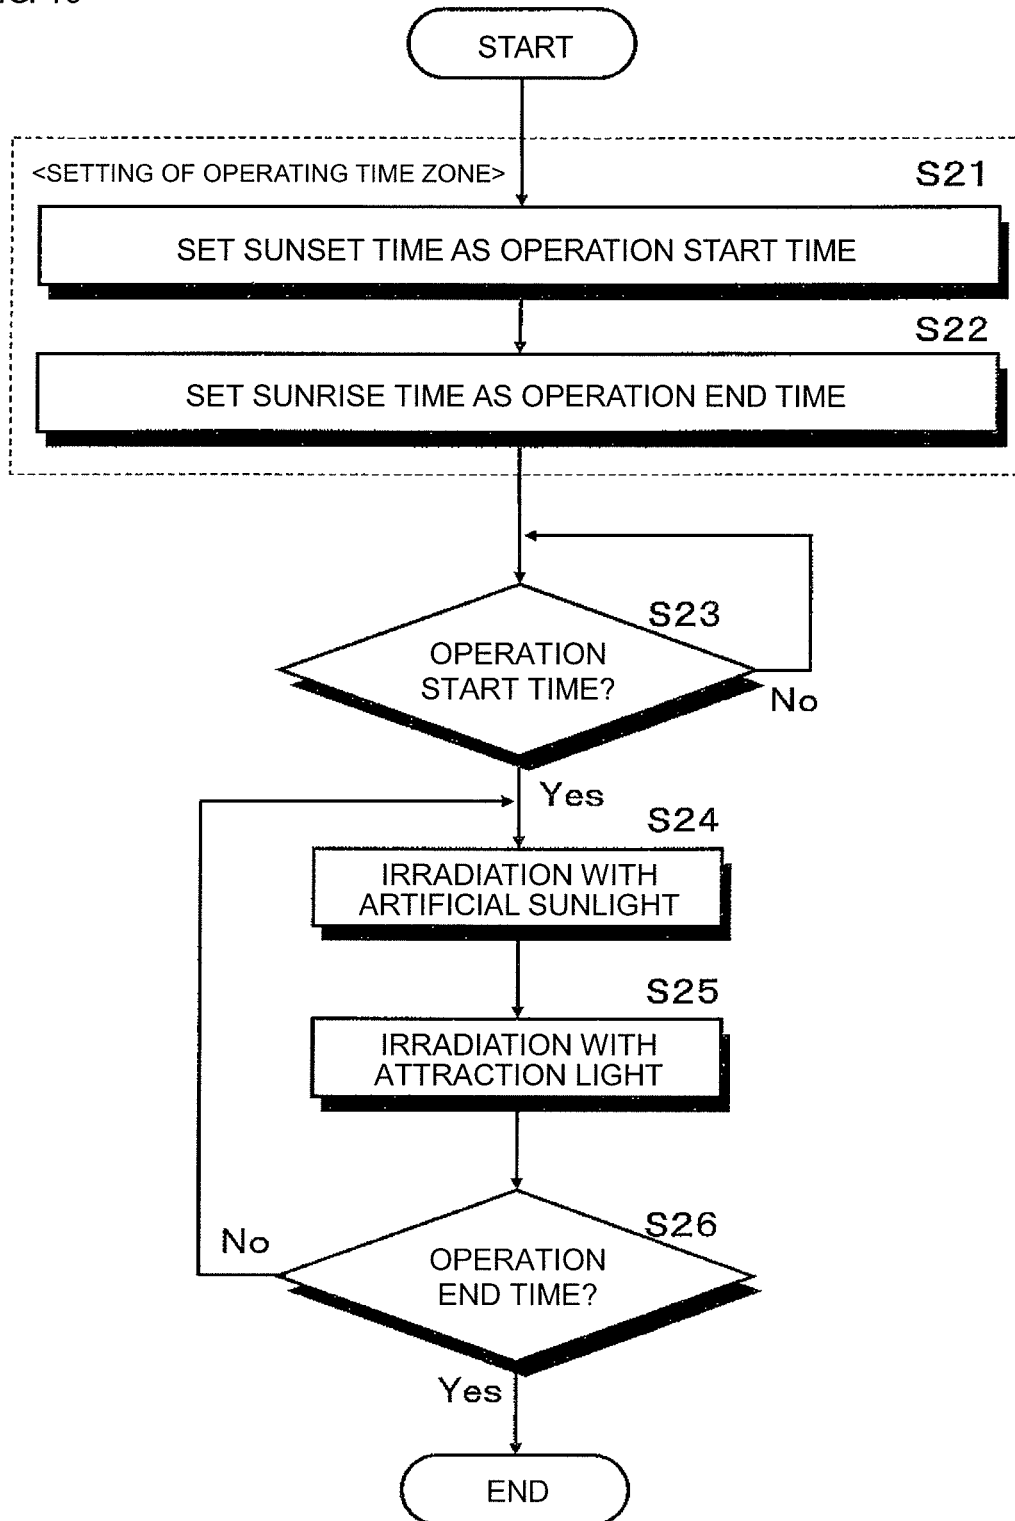 START
<SETTING OF OPERATING TIME ZONE>
S21
SET SUNSET TIME AS OPERATION START TIME
S22
SET SUNRISE TIME AS OPERATION END TIME
S23
OPERATION
START TIME?
No
Yes
S24
IRRADIATION WITH
ARTIFICIAL SUNLIGHT
S25
IRRADIATION WITH
ATTRACTION LIGHT
S26
No
OPERATION
END TIME?
Yes
END